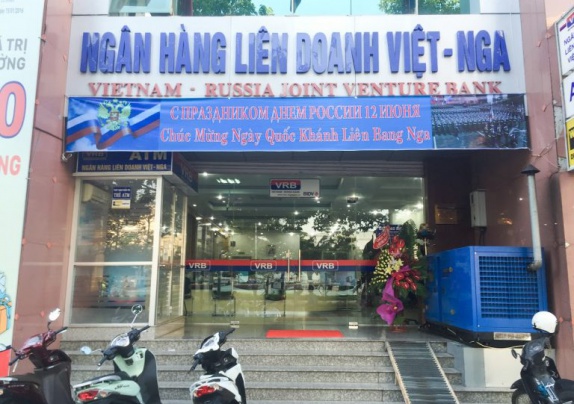 NGÂN HÀNG LIÊN DOANH VIỆT - NGA
VIETNAM - RUSSIA JOINT VENTURE BANK
С ПРАЗДНИКОМ ДНЕМ РОССИИ 12 ИЮНЯ
Chúc Mừng Ngày Quốc Khánh Liên Bang Nga
VRB ATM
NGÂN HÀNG LIÊN DOANH VIỆT - NGA
VRB
VRB
VRB
VRB